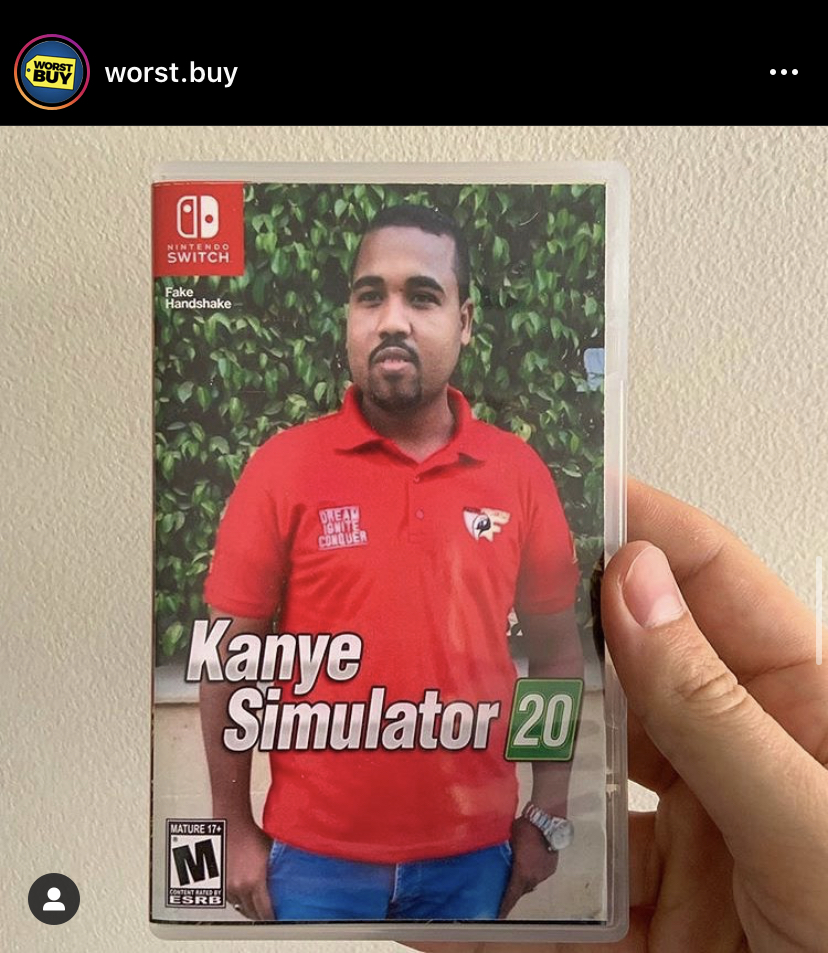 WORST
BUY
worst.buy
NINTENDO
SWITCH
Fake
Handshake
DREAM
IGNITE
CONQUER
Kanye
Simulator 20
MATURE 17+
M
CONTENT RATED BY
ESRB